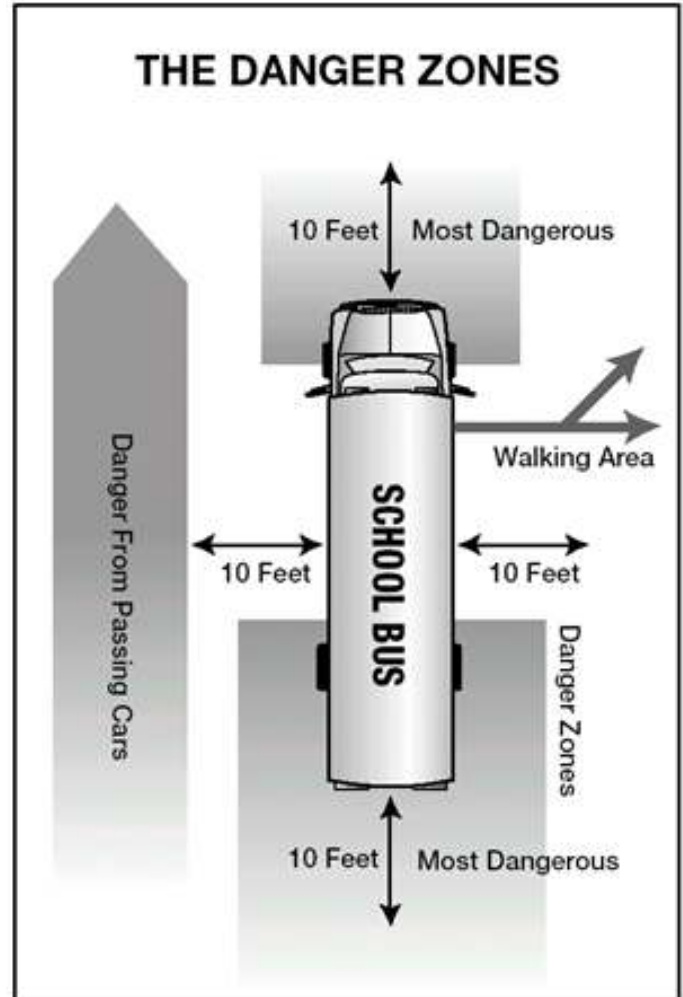 THE DANGER ZONES
10 Feet
Most Dangerous
Walking Area
Danger From Passing Cars
SCHOOL BUS
10 Feet
10 Feet
Danger Zones
10 Feet
Most Dangerous